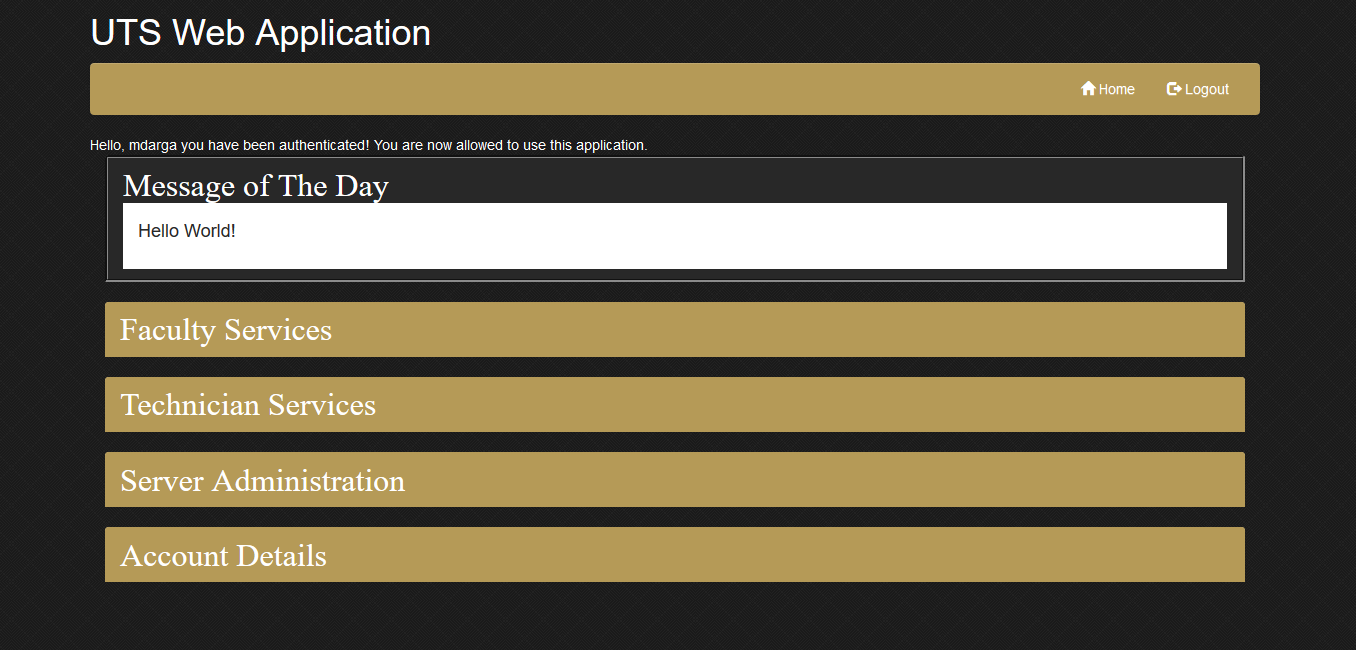 UTS Web Application
Home Logout
Hello, mdarga you have been authenticated! You are now allowed to use this application.
Message of The Day
Hello World!
Faculty Services
Technician Services
Server Administration
Account Details